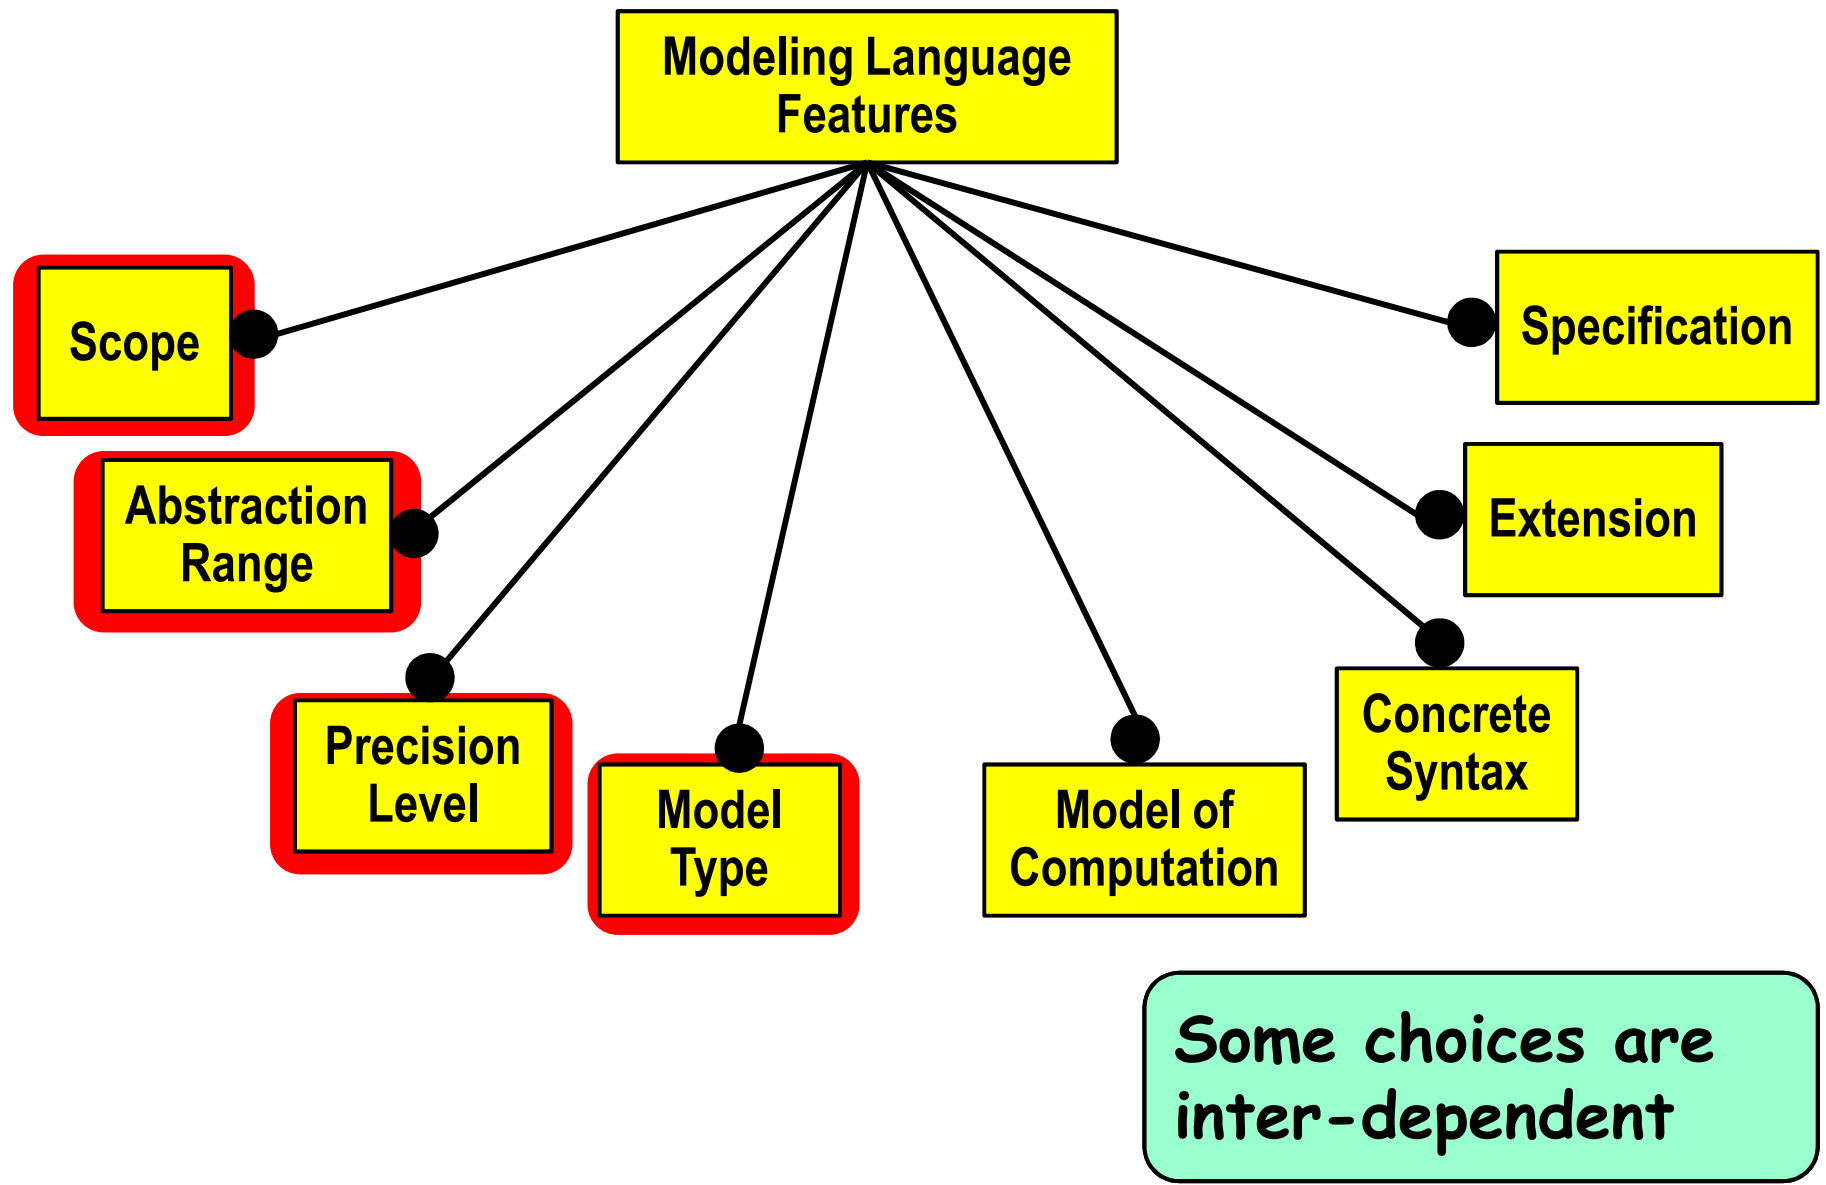 Modeling Language
Features
Scope
Specification
Abstraction
Range
Extension
Precision
Level
Model
Type
Model of
Computation
Concrete
Syntax
Some choices are
inter-dependent